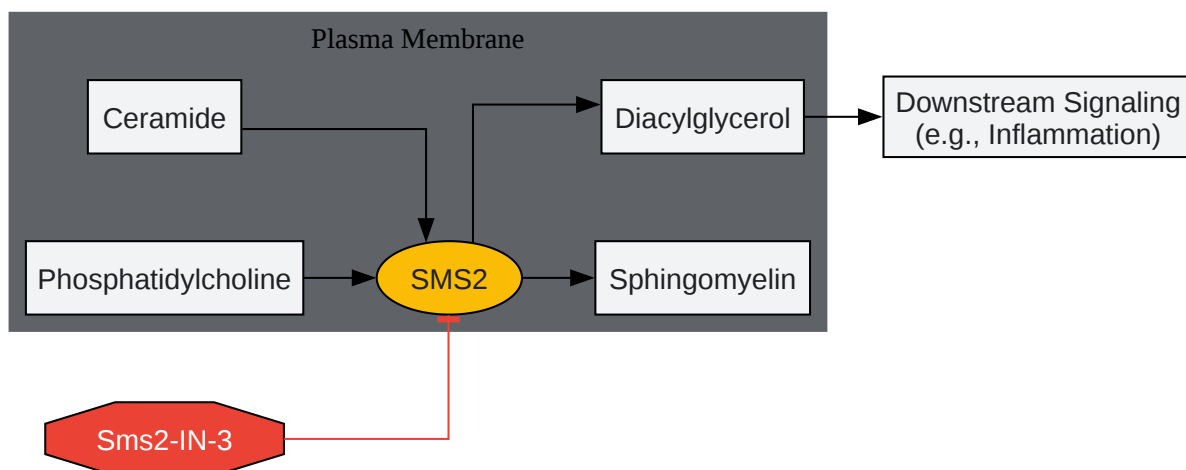 Plasma Membrane
Ceramide
Diacylglycerol
Downstream Signaling
(e.g., Inflammation)
Phosphatidylcholine
SMS2
Sphingomyelin
Sms2-IN-3